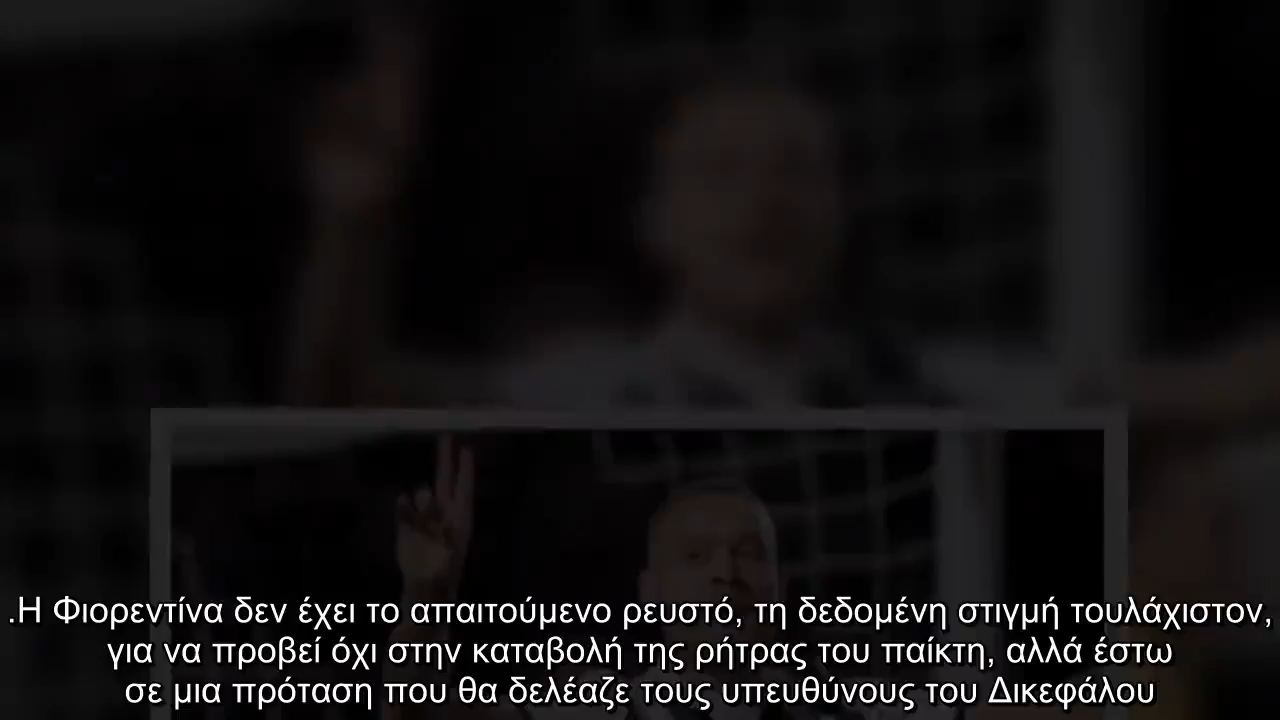 .Η Φιορεντίνα δεν έχει το απαιτούμενο ρευστό, τη δεδομένη στιγμή τουλάχιστον,
για να προβεί όχι στην καταβολή της ρήτρας του παίκτη, αλλά έστω
σε μια πρόταση που θα δελέαζε τους υπευθύνους του Δικεφάλου